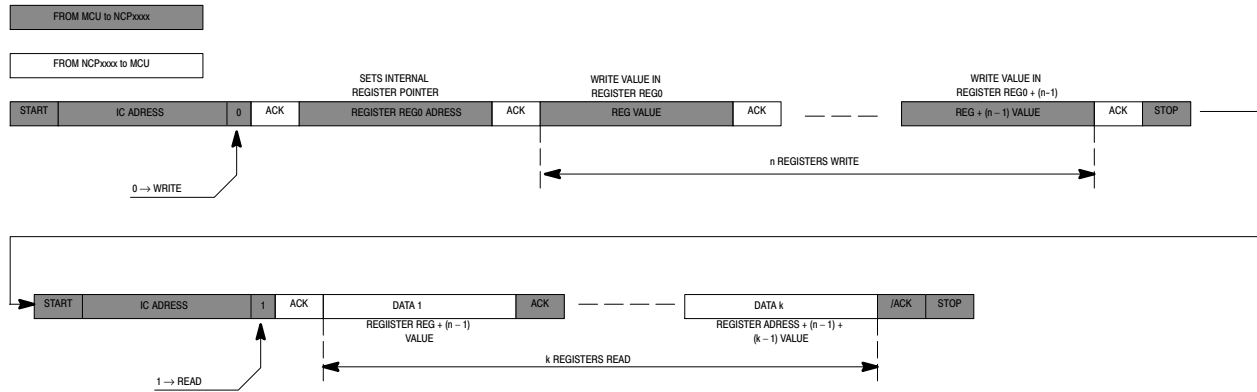 FROM MCU to NCPxxxx
FROM NCPxxxx to MCU
SETS INTERNAL
REGISTER POINTER
WRITE VALUE IN
REGISTER REG0
WRITE VALUE IN
REGISTER REG0 + (n-1)
START IC ADRESS 0 ACK REGISTER REG0 ADRESS ACK REG VALUE ACK REG + (n – 1) VALUE ACK STOP
n REGISTERS WRITE
0 → WRITE
START IC ADRESS 1 ACK DATA 1 ACK DATA k /ACK STOP
REGIISTER REG + (n – 1)
VALUE
REGISTER ADRESS + (n – 1) +
(k – 1) VALUE
k REGISTERS READ
1 → READ